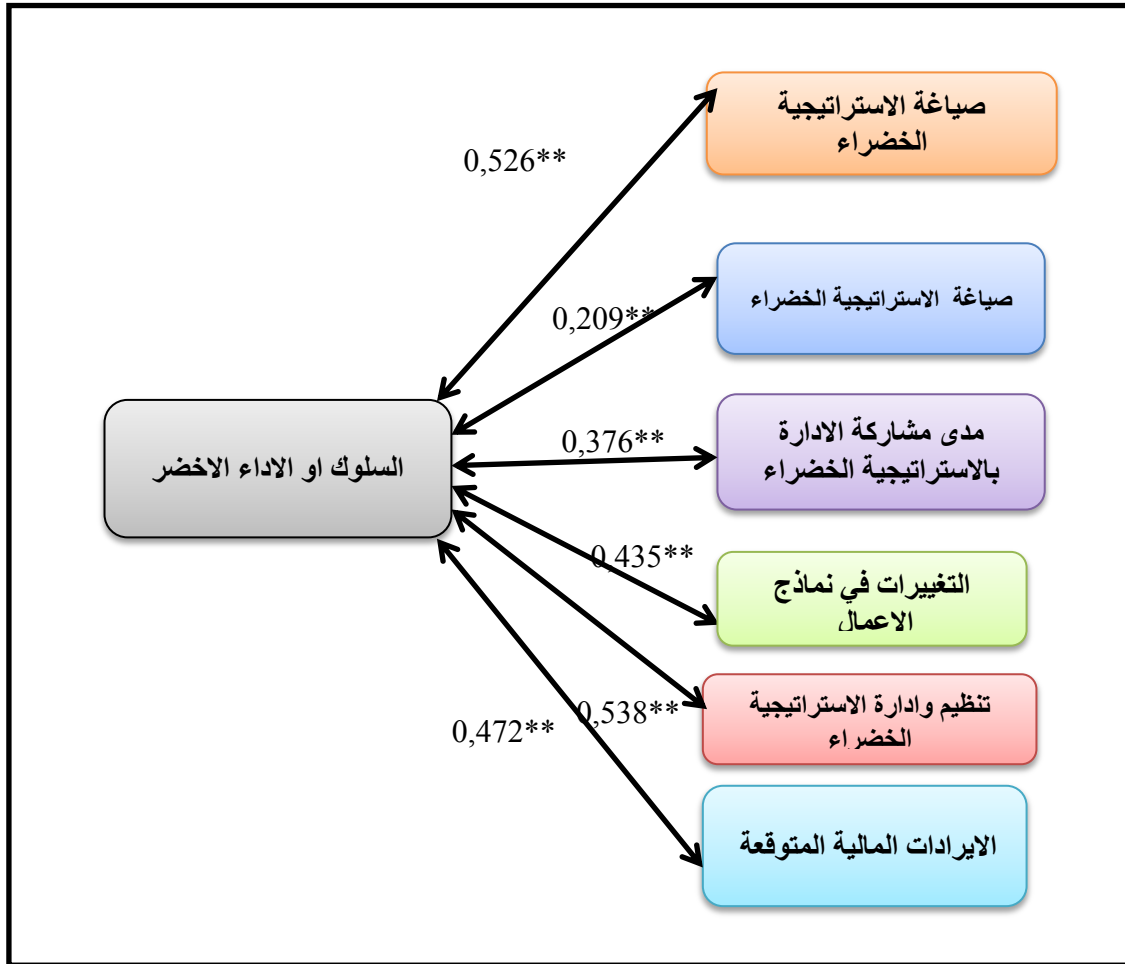 صياغة الاستراتيجية
الخضراء
0,526**
صياغة الاستراتيجية الخضراء
0,209**
مدى مشاركة الادارة
بالاستراتيجية الخضراء
0,376**
السلوك او الاداء الاخضر
التغييرات في نماذج
الاعمال
0,435**
تنظيم وادارة الاستراتيجية
الخضراء
0,538**
0,472**
الايرادات المالية المتوقعة